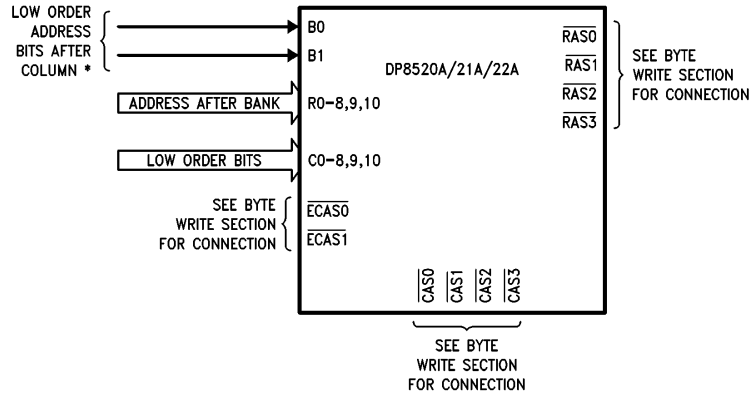 LOW ORDER
ADDRESS
BITS AFTER
COLUMN *
B0
B1
DP8520A/21A/22A
RAS0
RAS1
RAS2
RAS3
SEE BYTE
WRITE SECTION
FOR CONNECTION
ADDRESS AFTER BANK
R0-8,9,10
LOW ORDER BITS
C0-8,9,10
SEE BYTE
WRITE SECTION
FOR CONNECTION
ECAS0
ECAS1
CAS0
CAS1
CAS2
CAS3
SEE BYTE
WRITE SECTION
FOR CONNECTION